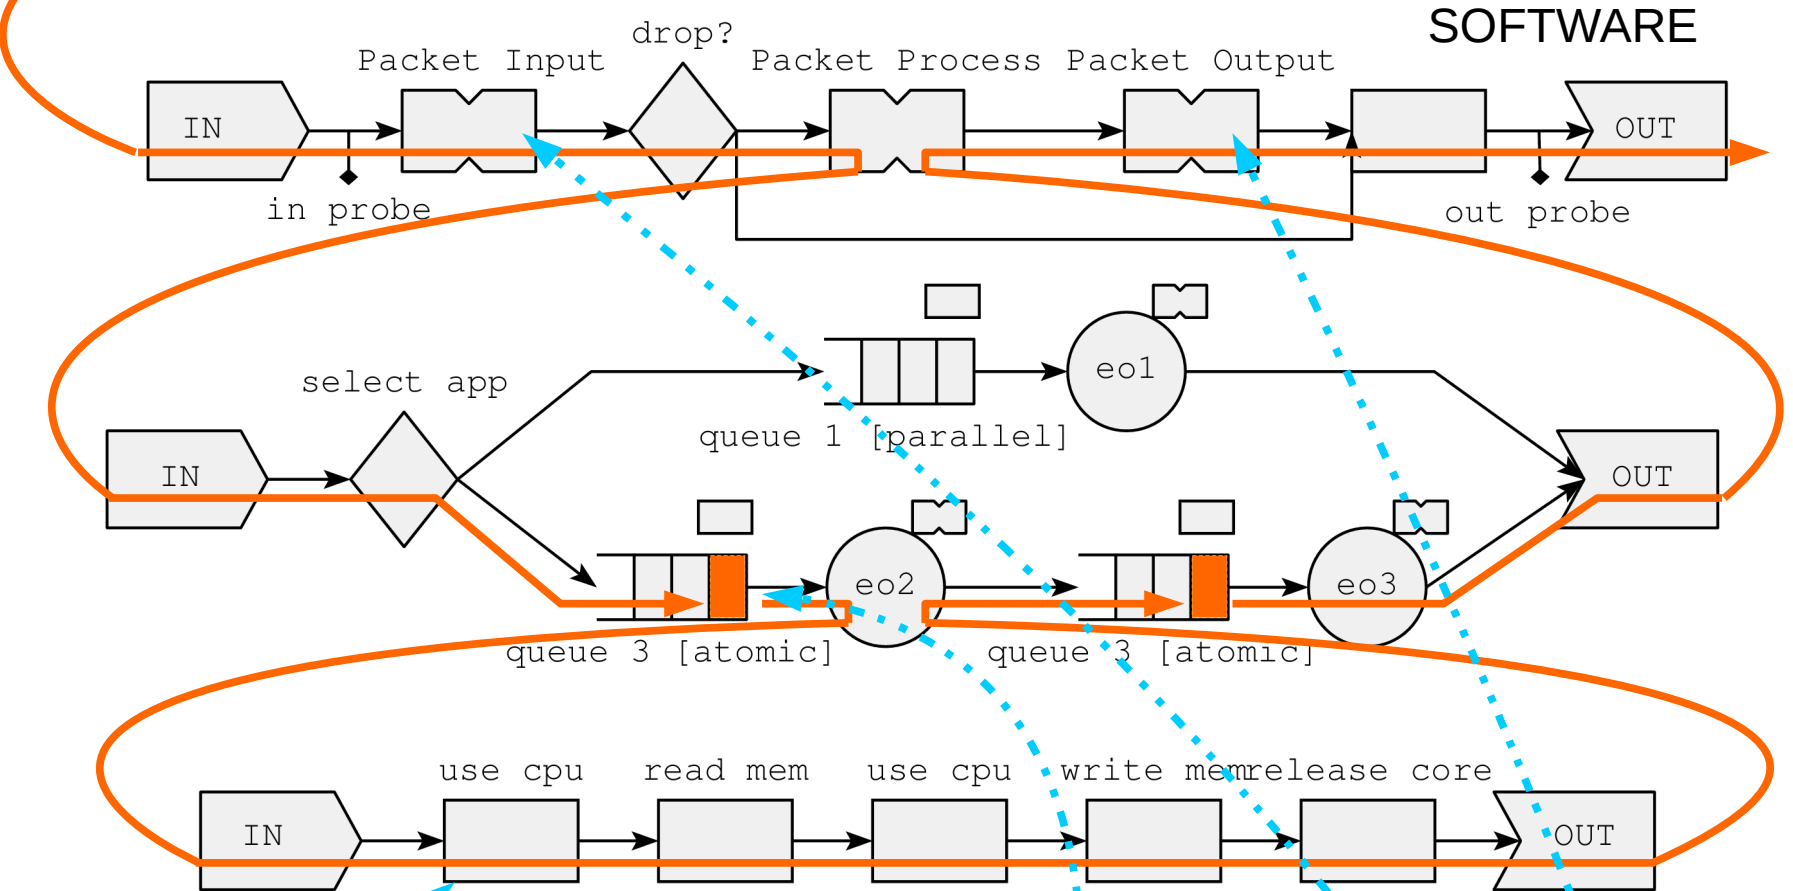 SOFTWARE
drop?
Packet Input
Packet Process
Packet Output
IN
OUT
in probe
out probe
eo1
select app
queue 1 [parallel]
IN
OUT
eo2
eo3
queue 3 [atomic]
queue 3 [atomic]
use cpu
read mem
use cpu
write mem
release core
IN
OUT